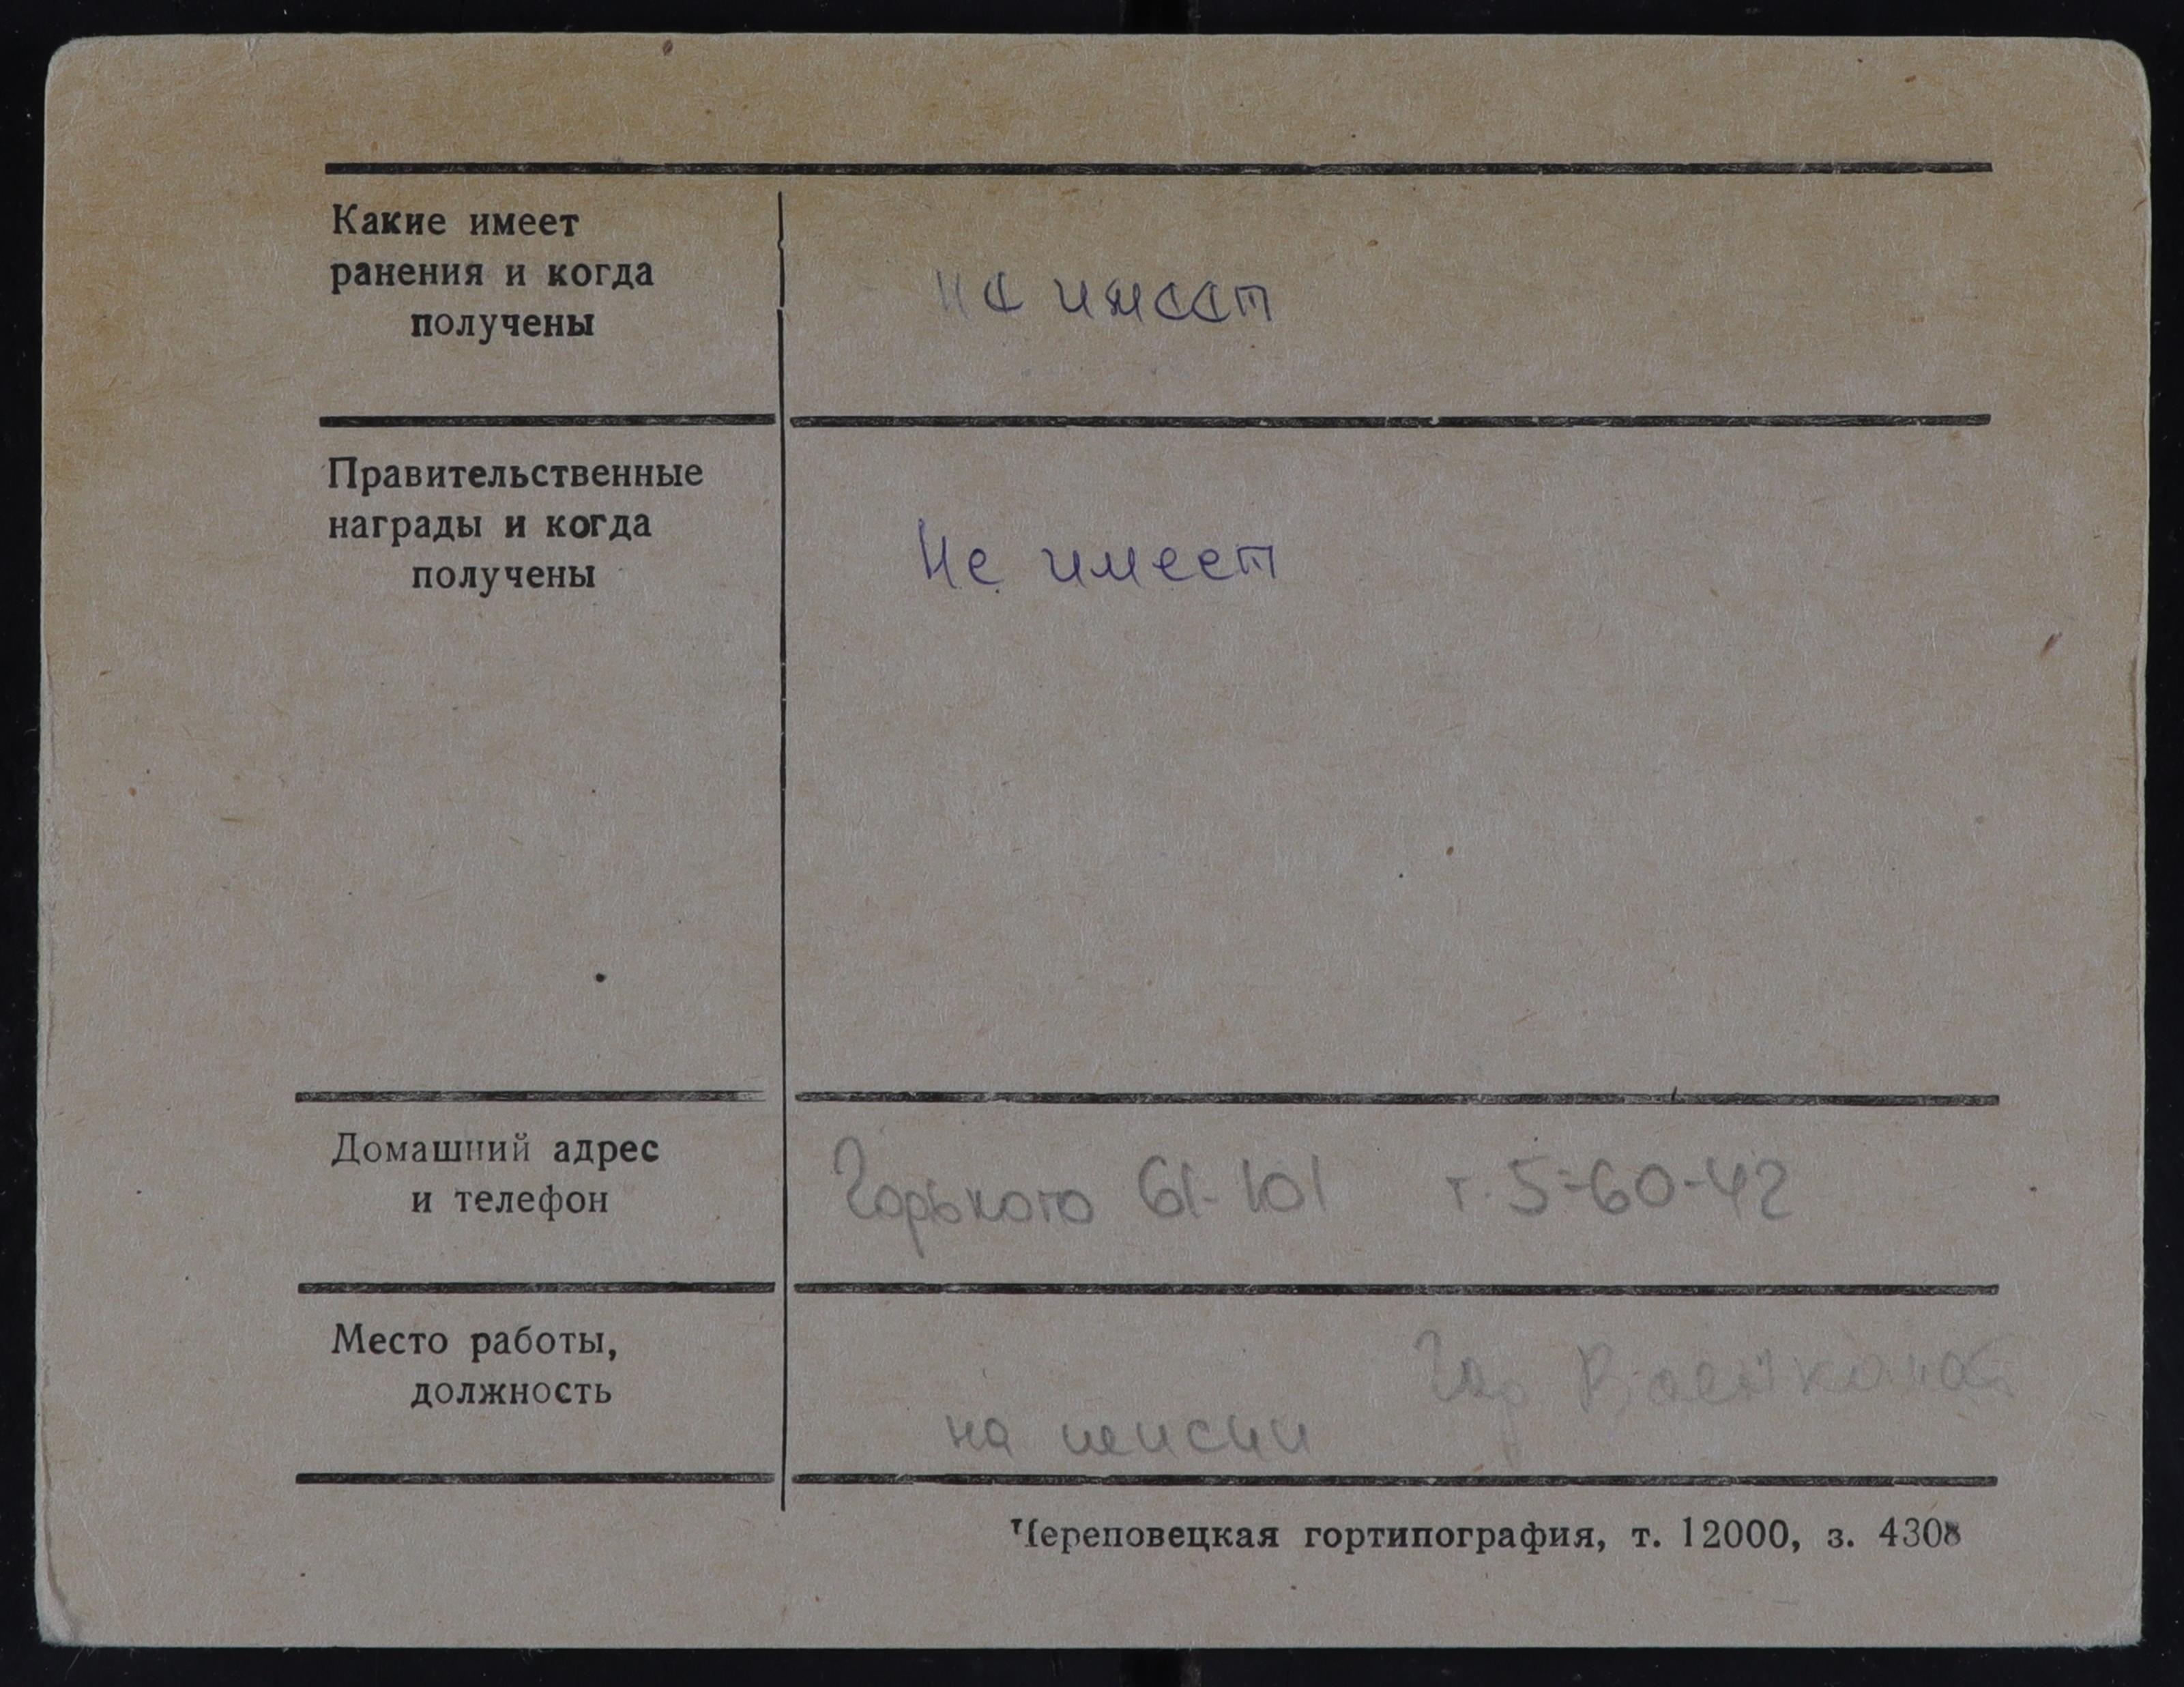 Какие имеет
ранения и когда
получены
не имеет
Правительственные
награды и когда
получены
Не имеет
Домашний адрес
и телефон
Горького 61-101 т. 5-60-42
Место работы,
должность
на пенсии
Череповецкая гортипография, т. 12000, з. 4308